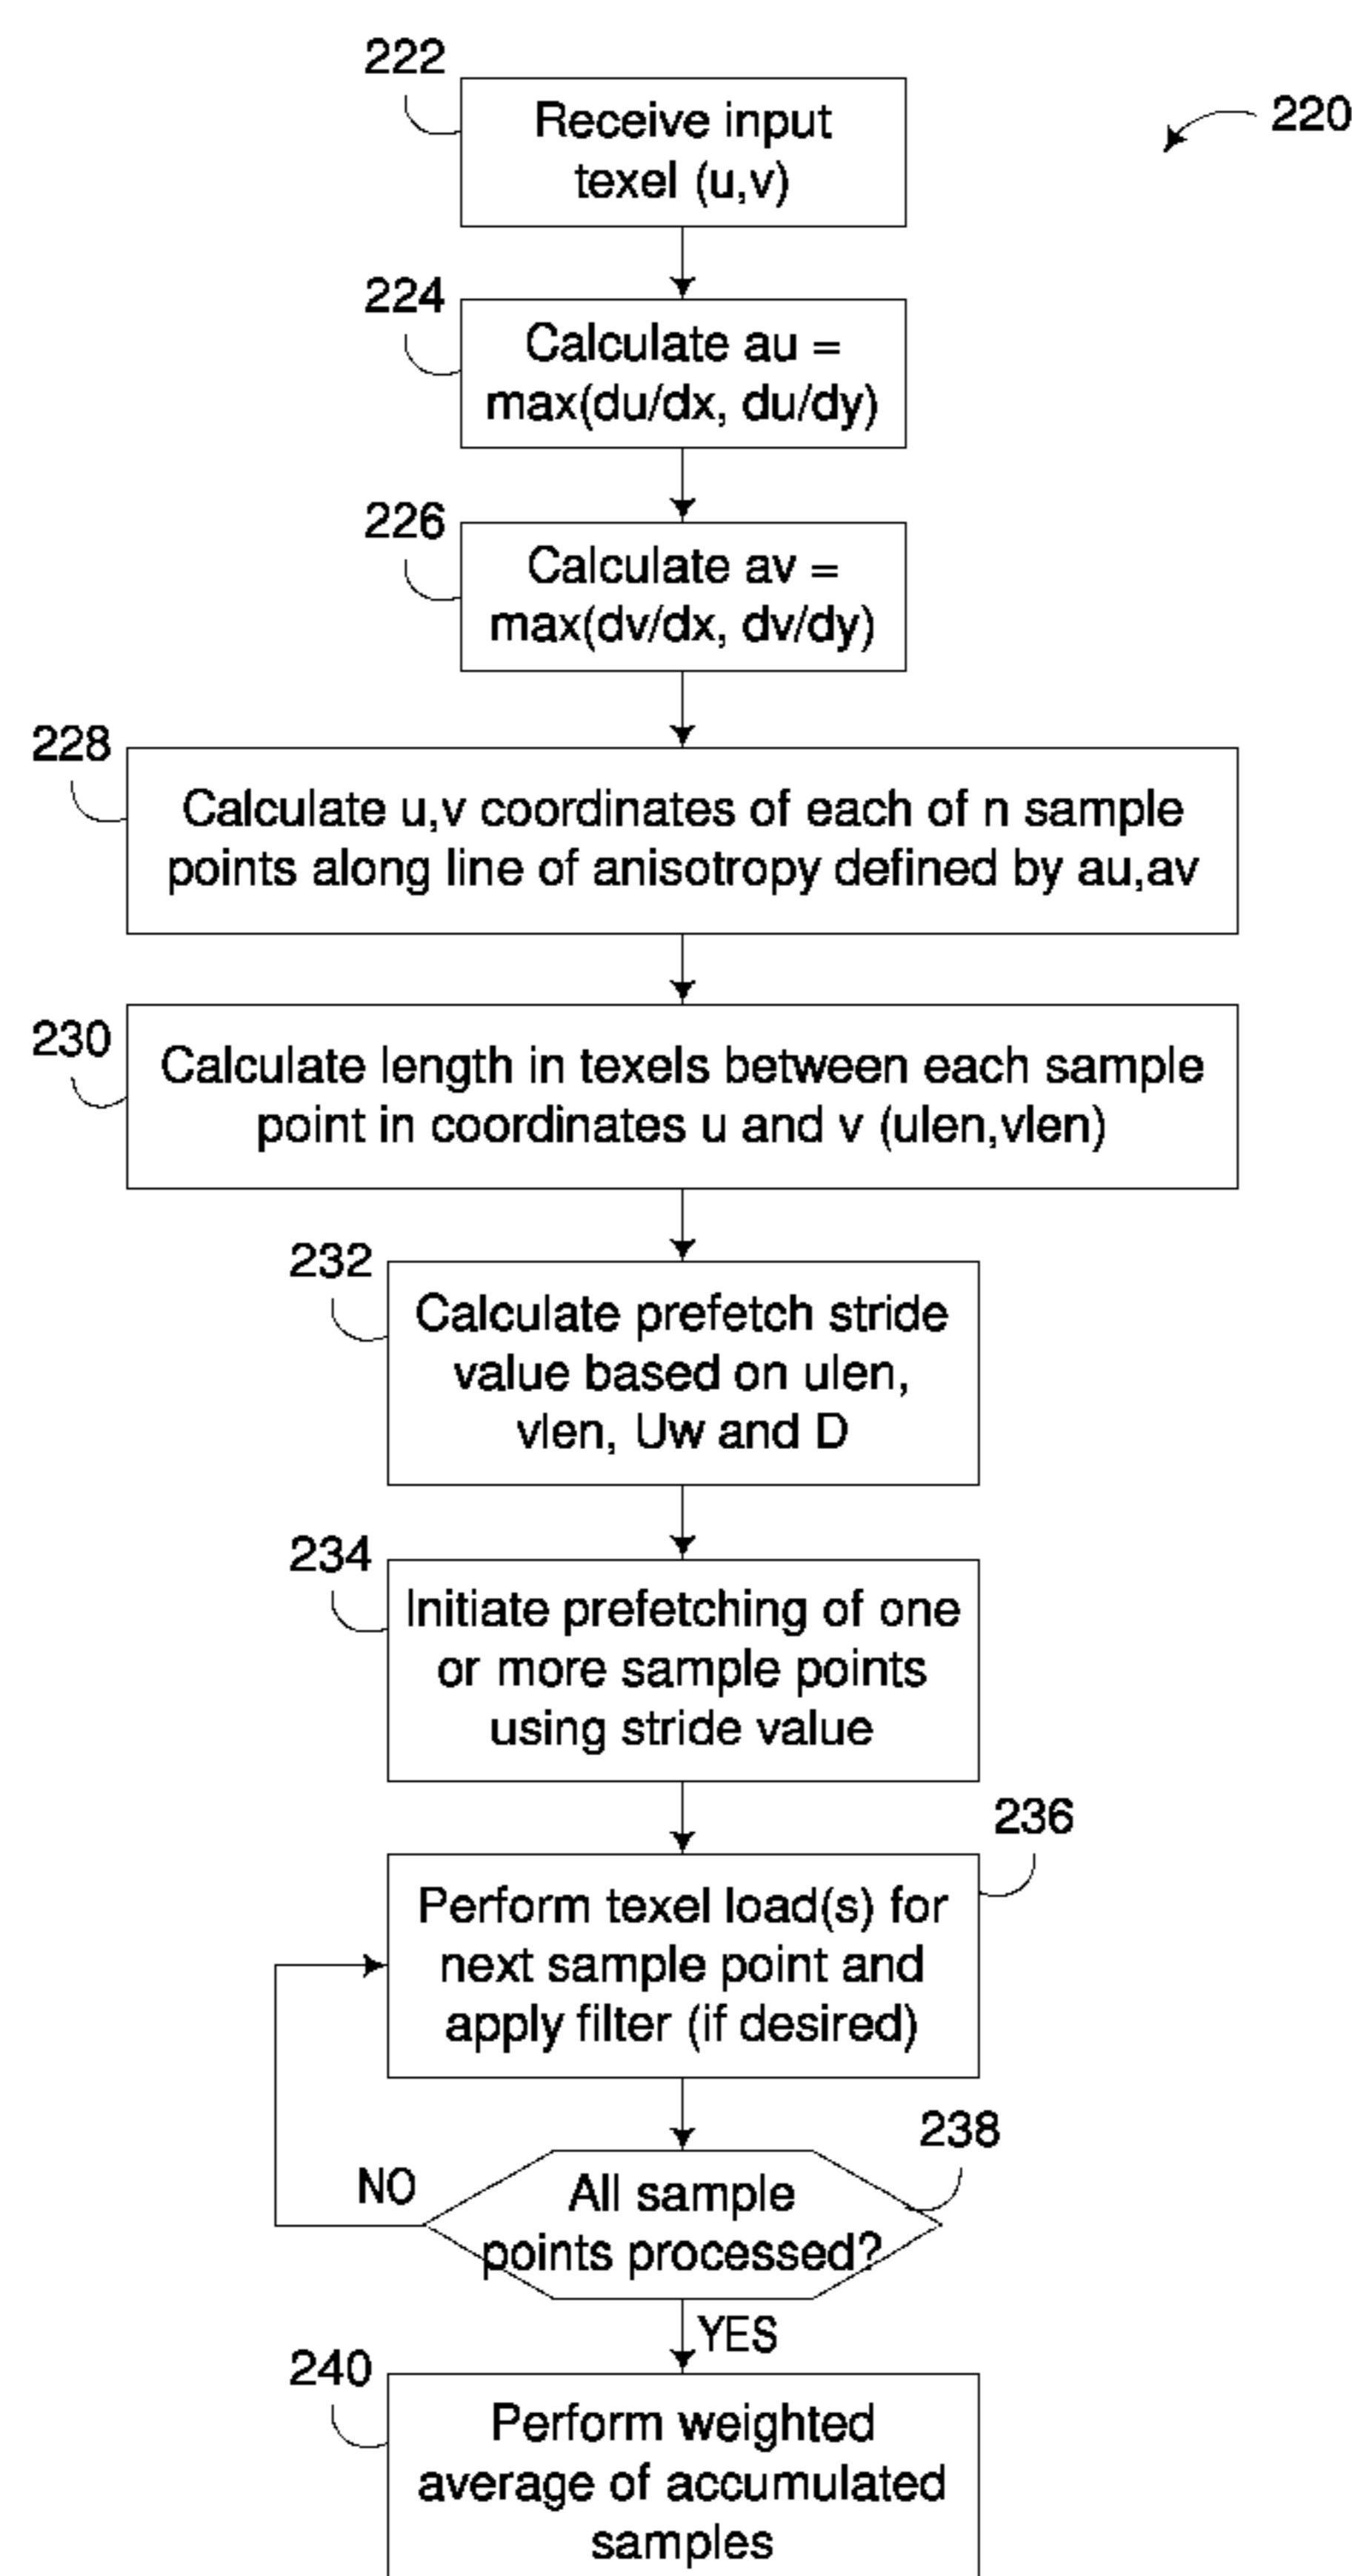 222
Receive input
texel (u,v)
220
224
Calculate au =
max(du/dx, du/dy)
226
Calculate av =
max(dv/dx, dv/dy)
228
Calculate u,v coordinates of each of n sample
points along line of anisotropy defined by au,av
230
Calculate length in texels between each sample
point in coordinates u and v (ulen,vlen)
232
Calculate prefetch stride
value based on ulen,
vlen, Uw and D
234
Initiate prefetching of one
or more sample points
using stride value
236
Perform texel load(s) for
next sample point and
apply filter (if desired)
238
NO
All sample
points processed?
YES
240
Perform weighted
average of accumulated
samples